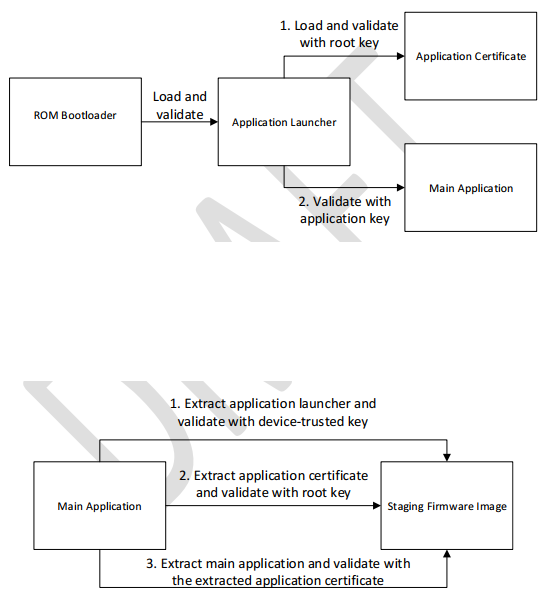 1. Load and validate
with root key
Application Certificate
ROM Bootloader
Load and
validate
Application Launcher
2. Validate with
application key
Main Application
DRAFT
1. Extract application launcher and
validate with device-trusted key
Main Application
2. Extract application certificate
and validate with root key
Staging Firmware Image
3. Extract main application and validate with
the extracted application certificate